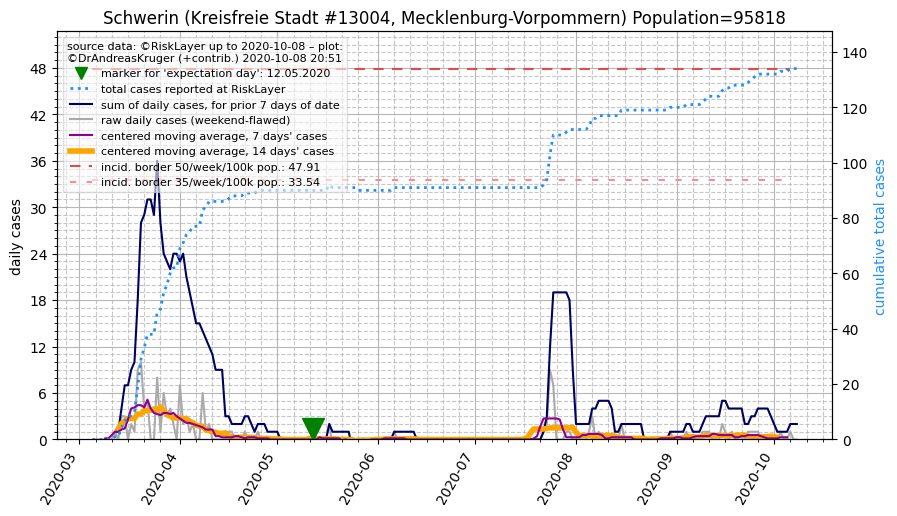 Schwerin (Kreisfreie Stadt #13004, Mecklenburg-Vorpommern) Population=95818
source data: ©RiskLayer up to 2020-10-08 – plot:
©DrAndreasKruger (+contrib.) 2020-10-08 20:51
marker for 'expectation day': 12.05.2020
total cases reported at RiskLayer
sum of daily cases, for prior 7 days of date
raw daily cases (weekend-flawed)
centered moving average, 7 days' cases
centered moving average, 14 days' cases
incid. border 50/week/100k pop.: 47.91
incid. border 35/week/100k pop.: 33.54
daily cases
48
42
36
30
24
18
12
6
0
cumulative total cases
140
120
100
80
60
40
20
0
2020-03
2020-04
2020-05
2020-06
2020-07
2020-08
2020-09
2020-10